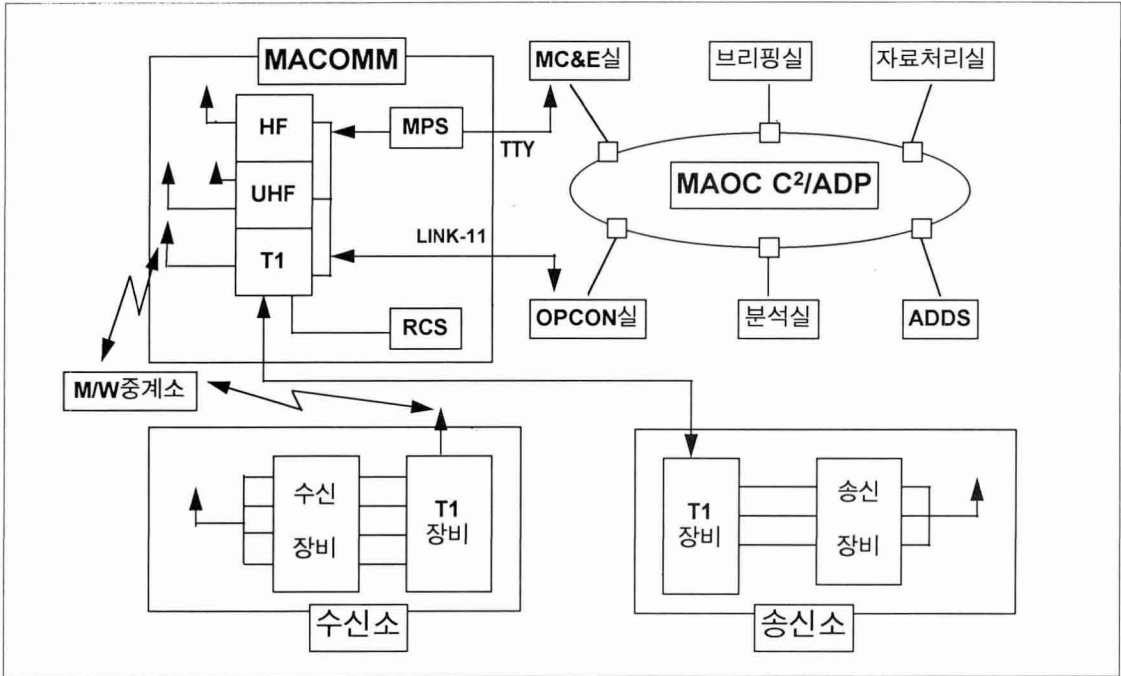 MACOMM
MC&E실
브리핑실
자료처리실
HF
MPS
TTY
UHF
MAOC C²/ADP
LINK-11
T1
RCS
OPCON실
분석실
ADDS
M/W중계소
수신
장비
T1
장비
수신소
T1
장비
송신
장비
송신소